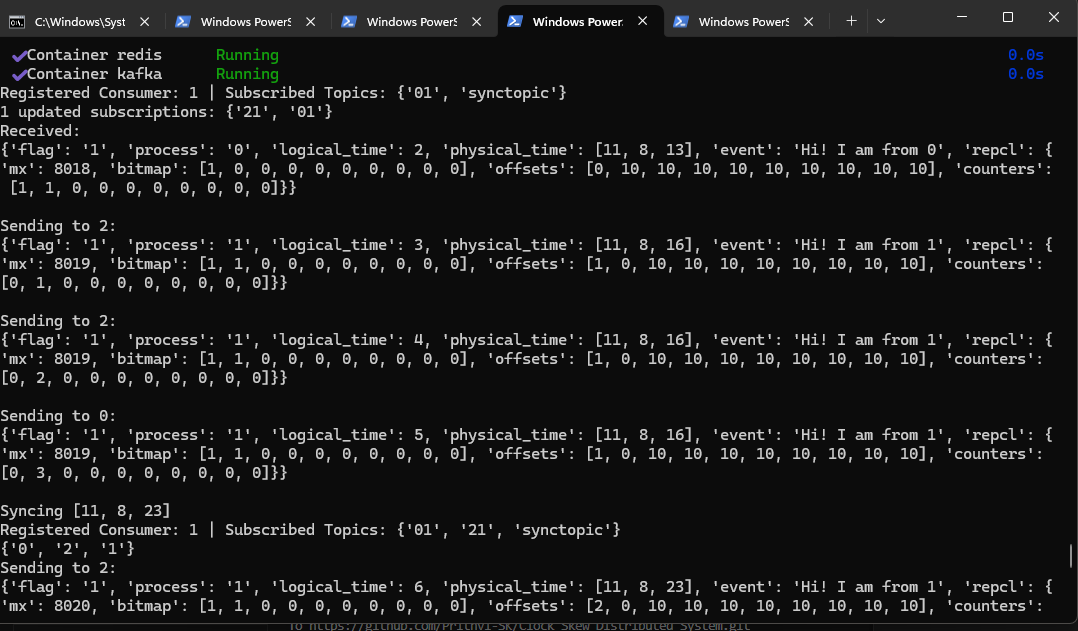 C:\Windows\Syst
Windows PowerS
Windows PowerS
Windows Power.
Windows PowerS
Container redis Running 0.0s
Container kafka Running 0.0s
Registered Consumer: 1 | Subscribed Topics: {'01', 'synctopic'}
1 updated subscriptions: {'21', '01'}
Received:
{'flag': '1', 'process': '0', 'logical_time': 2, 'physical_time': [11, 8, 13], 'event': 'Hi! I am from 0', 'repcl': {
'mx': 8018, 'bitmap': [1, 0, 0, 0, 0, 0, 0, 0, 0, 0], 'offsets': [0, 10, 10, 10, 10, 10, 10, 10, 10, 10], 'counters':
[1, 1, 0, 0, 0, 0, 0, 0, 0, 0, 0]}}
Sending to 2:
{'flag': '1', 'process': '1', 'logical_time': 3, 'physical_time': [11, 8, 16], 'event': 'Hi! I am from 1', 'repcl': {
'mx': 8019, 'bitmap': [1, 1, 0, 0, 0, 0, 0, 0, 0, 0], 'offsets': [1, 0, 10, 10, 10, 10, 10, 10, 10, 10], 'counters':
[0, 1, 0, 0, 0, 0, 0, 0, 0, 0, 0]}}
Sending to 2:
{'flag': '1', 'process': '1', 'logical_time': 4, 'physical_time': [11, 8, 16], 'event': 'Hi! I am from 1', 'repcl': {
'mx': 8019, 'bitmap': [1, 1, 0, 0, 0, 0, 0, 0, 0, 0], 'offsets': [1, 0, 10, 10, 10, 10, 10, 10, 10, 10], 'counters':
[0, 2, 0, 0, 0, 0, 0, 0, 0, 0, 0]}}
Sending to 0:
{'flag': '1', 'process': '1', 'logical_time': 5, 'physical_time': [11, 8, 16], 'event': 'Hi! I am from 1', 'repcl': {
'mx': 8019, 'bitmap': [1, 1, 0, 0, 0, 0, 0, 0, 0, 0], 'offsets': [1, 0, 10, 10, 10, 10, 10, 10, 10, 10], 'counters':
[0, 3, 0, 0, 0, 0, 0, 0, 0, 0, 0]}}
Syncing [11, 8, 23]
Registered Consumer: 1 | Subscribed Topics: {'01', '21', 'synctopic'}
{'0', '2', '1'}
Sending to 2:
{'flag': '1', 'process': '1', 'logical_time': 6, 'physical_time': [11, 8, 23], 'event': 'Hi! I am from 1', 'repcl': {
'mx': 8020, 'bitmap': [1, 1, 0, 0, 0, 0, 0, 0, 0, 0], 'offsets': [2, 0, 10, 10, 10, 10, 10, 10, 10, 10], 'counters':
To https://github.com/Prithvi-SK/Clock Skew Distributed System.git